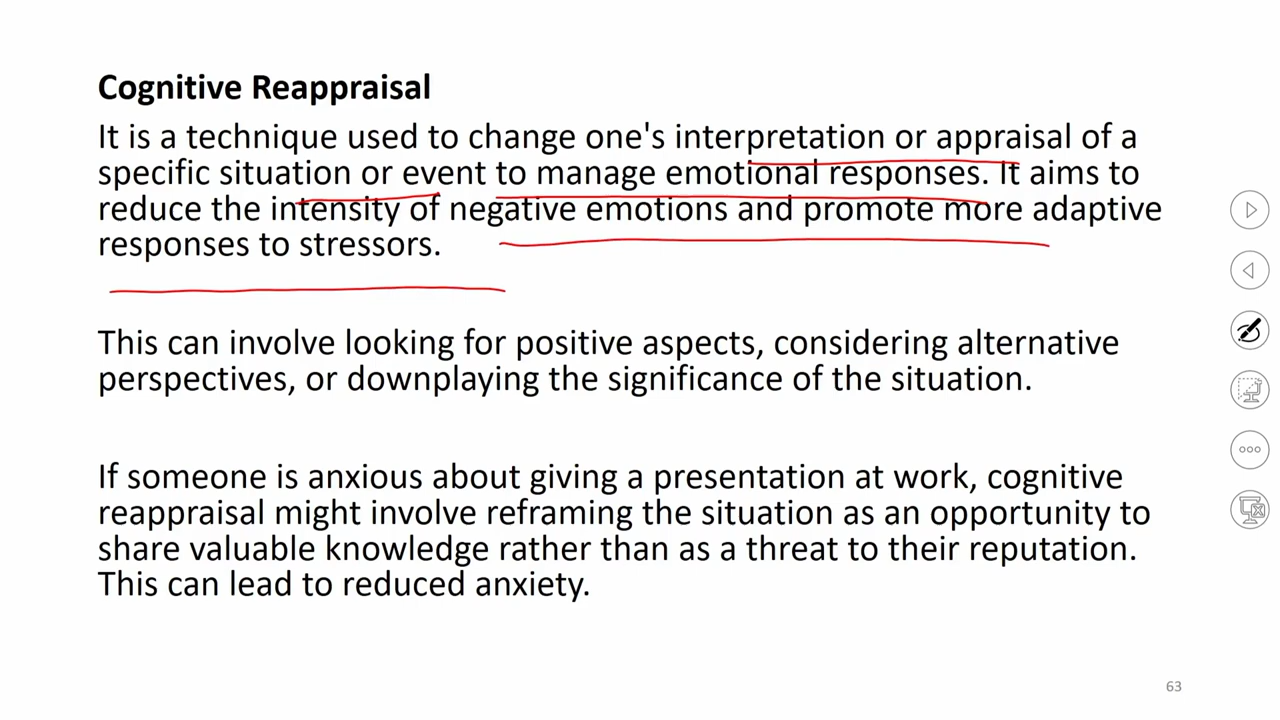 Cognitive Reappraisal
It is a technique used to change one's interpretation or appraisal of a
specific situation or event to manage emotional responses. It aims to
reduce the intensity of negative emotions and promote more adaptive
responses to stressors.
This can involve looking for positive aspects, considering alternative
perspectives, or downplaying the significance of the situation.
If someone is anxious about giving a presentation at work, cognitive
reappraisal might involve reframing the situation as an opportunity to
share valuable knowledge rather than as a threat to their reputation.
This can lead to reduced anxiety.
63